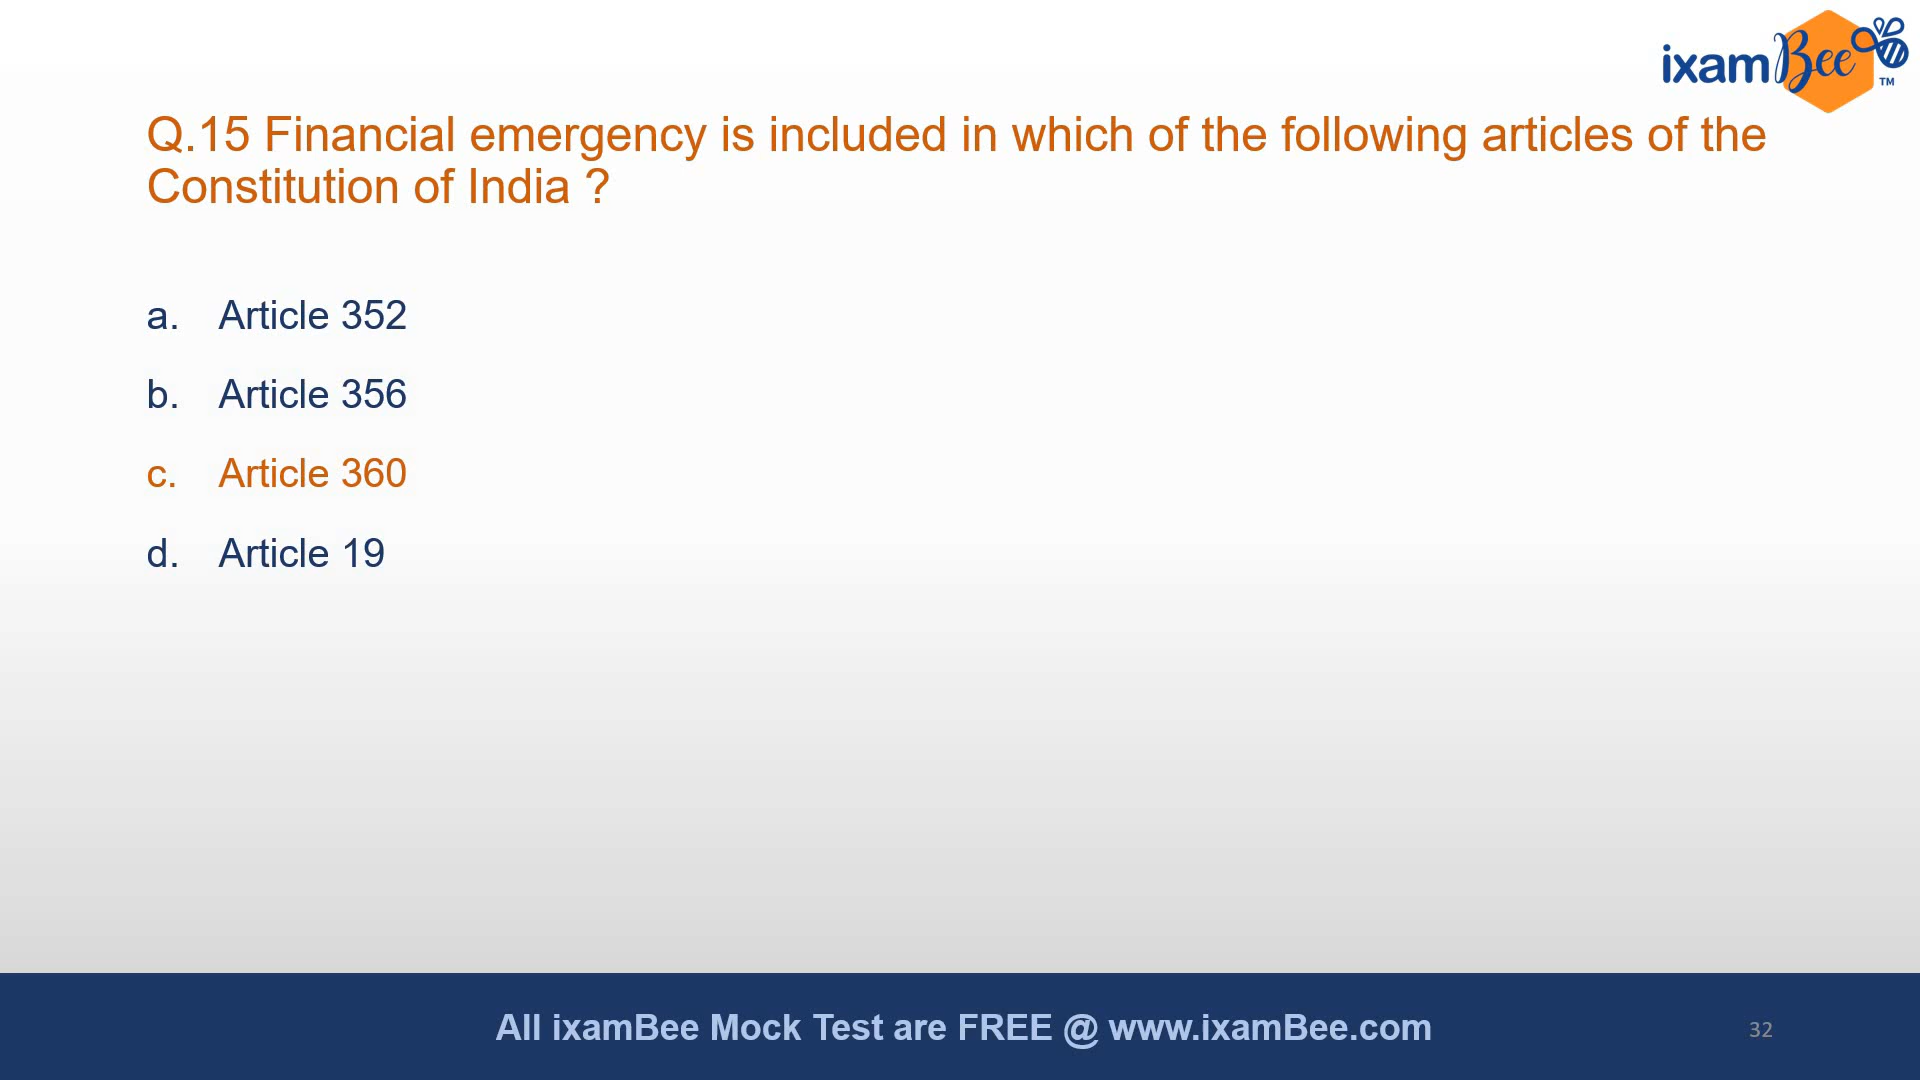 ixamBee™
Q.15 Financial emergency is included in which of the following articles of the
Constitution of India ?
a. Article 352
b. Article 356
c. Article 360
d. Article 19
All ixamBee Mock Test are FREE @ www.ixamBee.com
32